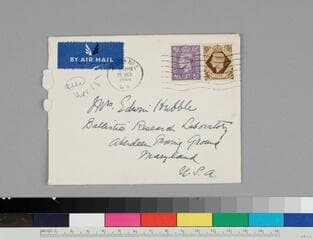 BY AIR MAIL
Mrs. Edwin Hubble
Ballistic Research Laboratory
Aberdeen Proving Ground
Maryland
U.S.A.